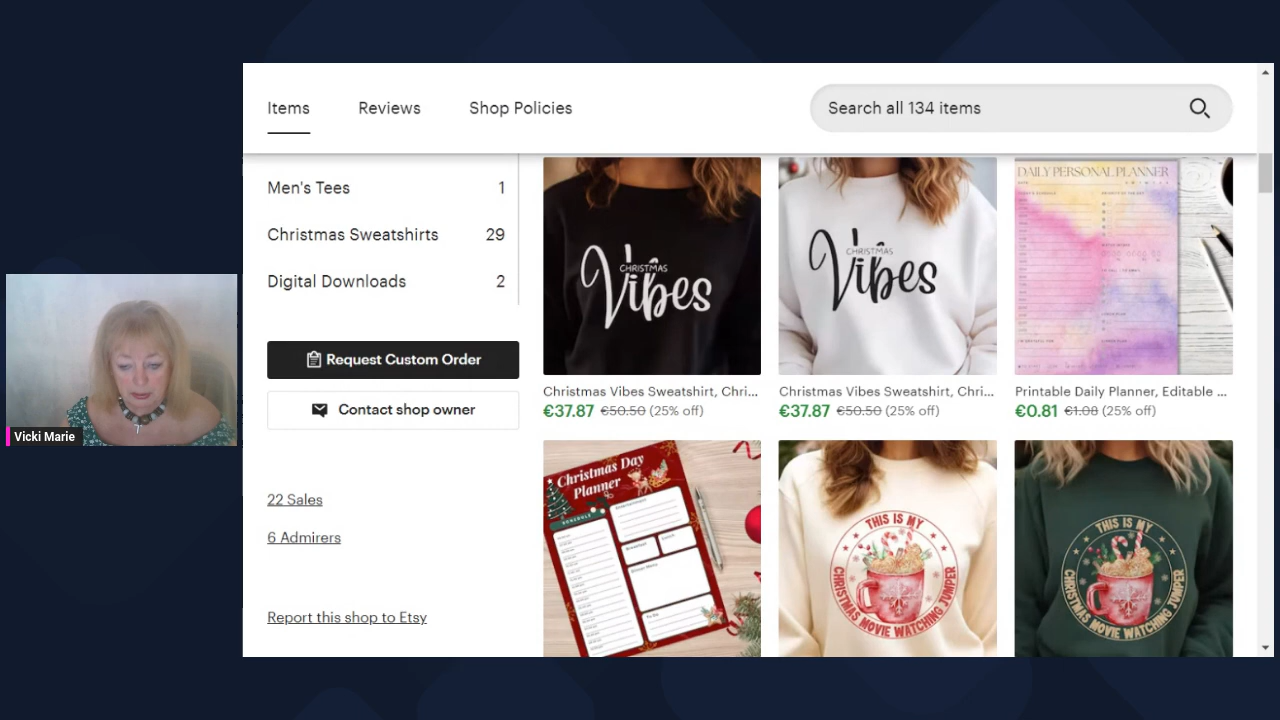 Items
Reviews
Shop Policies
Search all 134 items
Men's Tees 1
Christmas Sweatshirts 29
Digital Downloads 2
Request Custom Order
Contact shop owner
22 Sales
6 Admirers
Report this shop to Etsy
CHRISTMAS
Vibes
Christmas Vibes Sweatshirt, Chri...
€37.87 €50.50 (25% off)
CHRISTMAS
Vibes
Christmas Vibes Sweatshirt, Chri...
€37.87 €50.50 (25% off)
DAILY PERSONAL PLANNER
Printable Daily Planner, Editable ...
€0.81 €1.08 (25% off)
Christmas Day
Planner
SCHEDULE
THIS IS MY
CHRISTMAS MOVIE WATCHING JUMPER
THIS IS MY
CHRISTMAS MOVIE WATCHING JUMPER
Vicki Marie